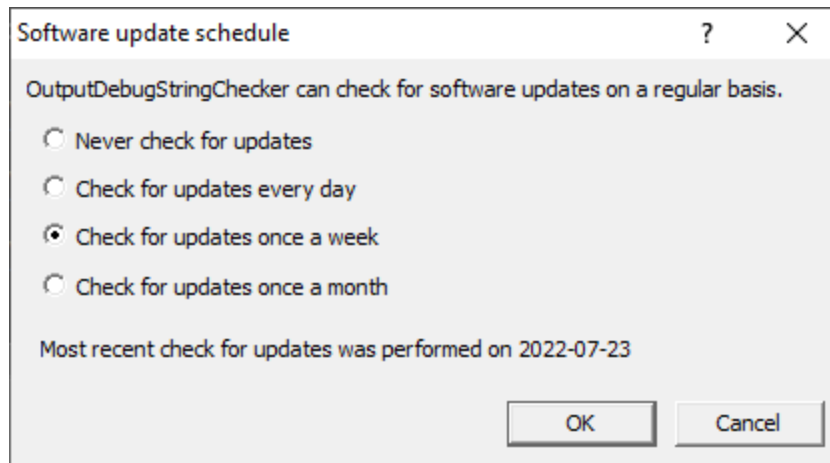 Software update schedule
?
OutputDebugStringChecker can check for software updates on a regular basis.
Never check for updates
Check for updates every day
Check for updates once a week
Check for updates once a month
Most recent check for updates was performed on 2022-07-23
OK
Cancel